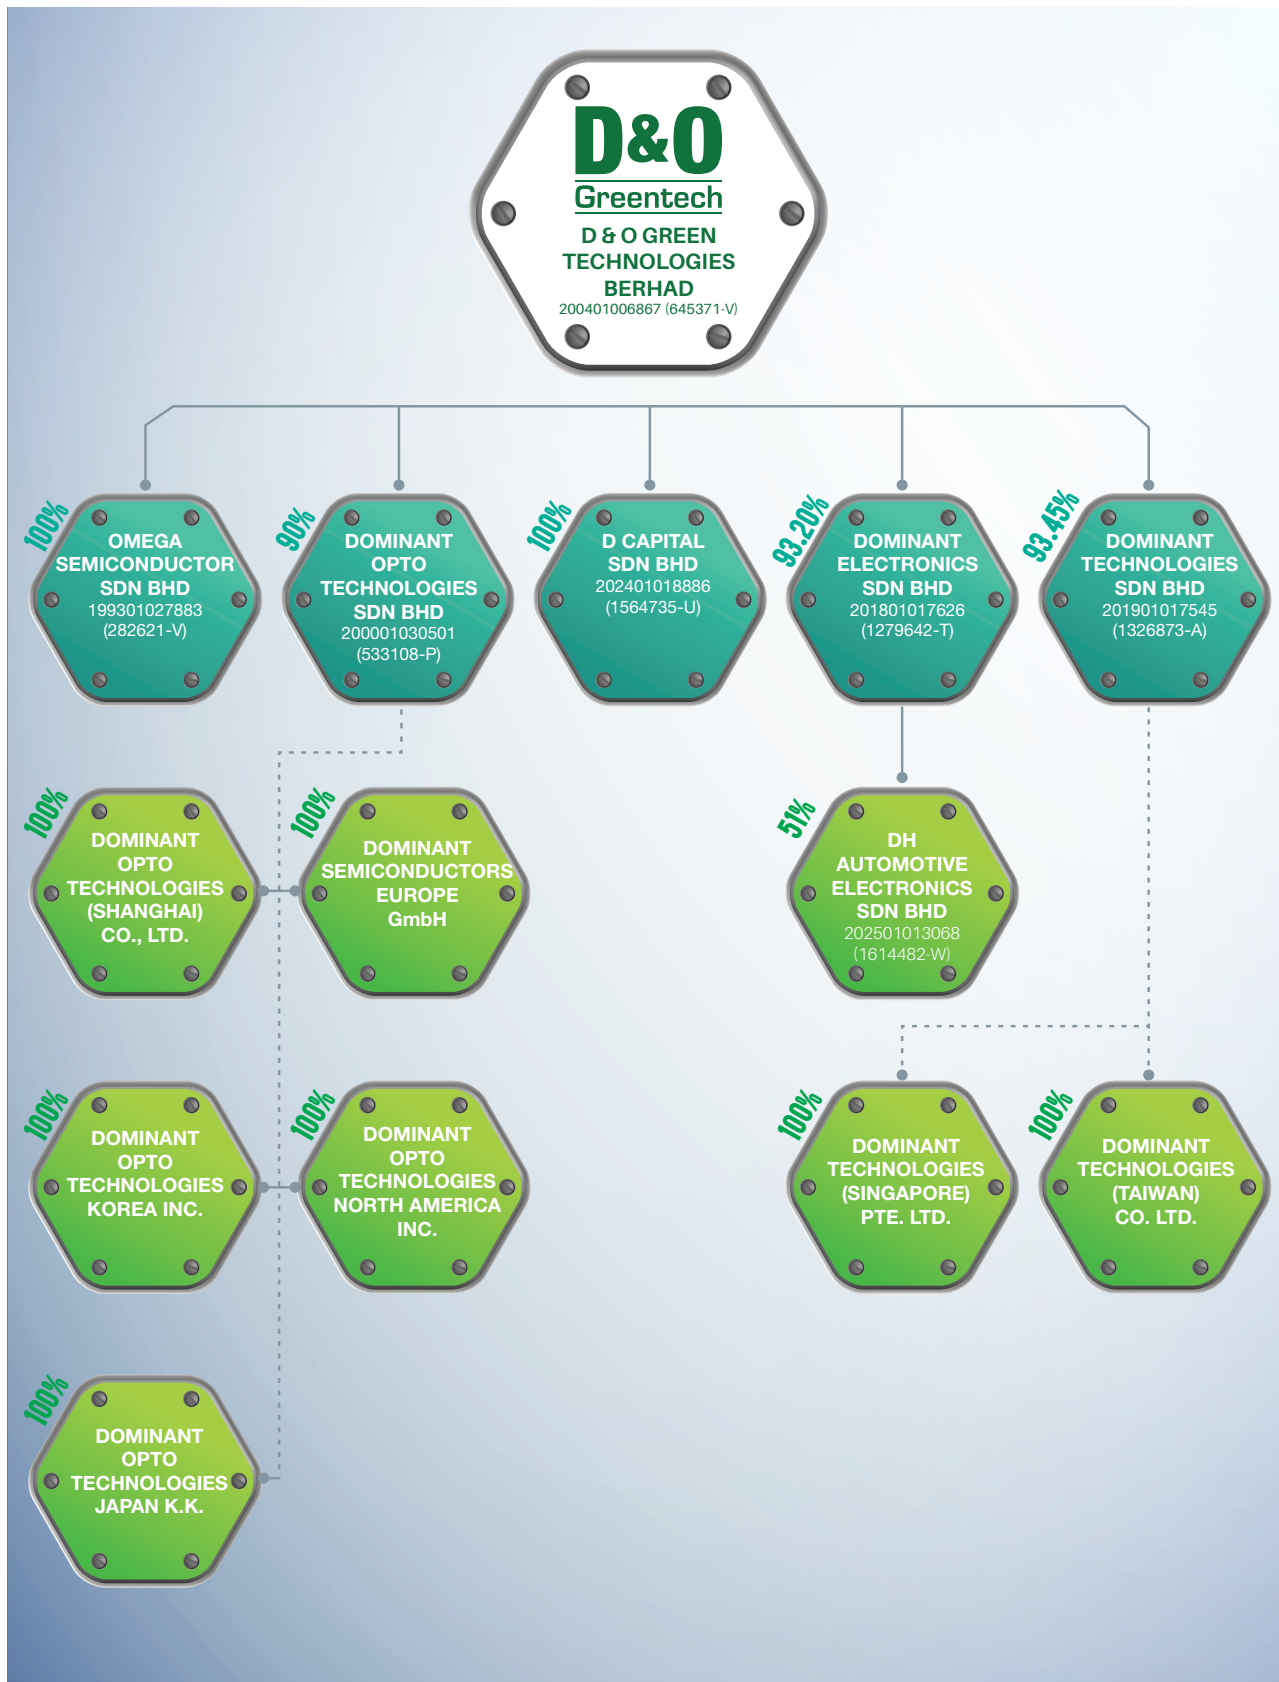 D&O
Greentech
D & O GREEN
TECHNOLOGIES
BERHAD
200401006867 (645371-V)
100%
OMEGA
SEMICONDUCTOR
SDN BHD
199301027883
(282621-V)
90%
DOMINANT
OPTO
TECHNOLOGIES
SDN BHD
200001030501
(533108-P)
100%
D CAPITAL
SDN BHD
202401018886
(1564735-U)
93.20%
DOMINANT
ELECTRONICS
SDN BHD
201801017626
(1279642-T)
93.45%
DOMINANT
TECHNOLOGIES
SDN BHD
201901017545
(1326873-A)
100%
DOMINANT
OPTO
TECHNOLOGIES
(SHANGHAI)
CO., LTD.
100%
DOMINANT
SEMICONDUCTORS
EUROPE
GmbH
51%
DH
AUTOMOTIVE
ELECTRONICS
SDN BHD
202501013068
(1614482-W)
100%
DOMINANT
OPTO
TECHNOLOGIES
KOREA INC.
100%
DOMINANT
OPTO
TECHNOLOGIES
NORTH AMERICA
INC.
100%
DOMINANT
TECHNOLOGIES
(SINGAPORE)
PTE. LTD.
100%
DOMINANT
TECHNOLOGIES
(TAIWAN)
CO. LTD.
100%
DOMINANT
OPTO
TECHNOLOGIES
JAPAN K.K.